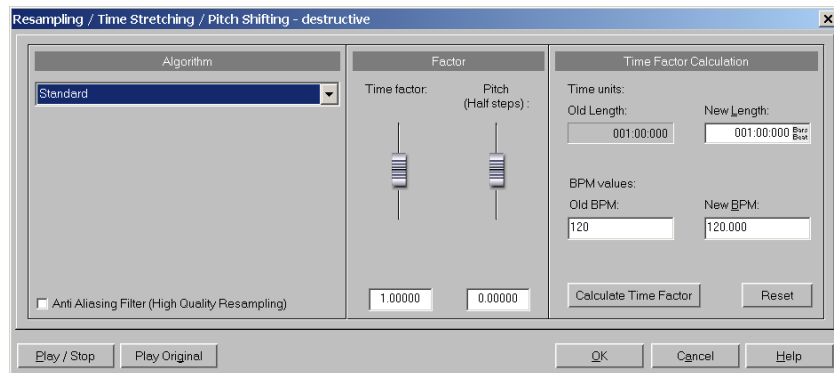 Resampling / Time Stretching / Pitch Shifting - destructive
Algorithm
Standard
Anti Aliasing Filter (High Quality Resampling)
Factor
Time factor:
Pitch
(Half steps) :
1.00000
0.00000
Time Factor Calculation
Time units:
Old Length:
New Length:
001:00:000
001:00:000 Bars
Beat
BPM values:
Old BPM:
New BPM:
120
120.000
Calculate Time Factor
Reset
Play / Stop
Play Original
OK
Cancel
Help